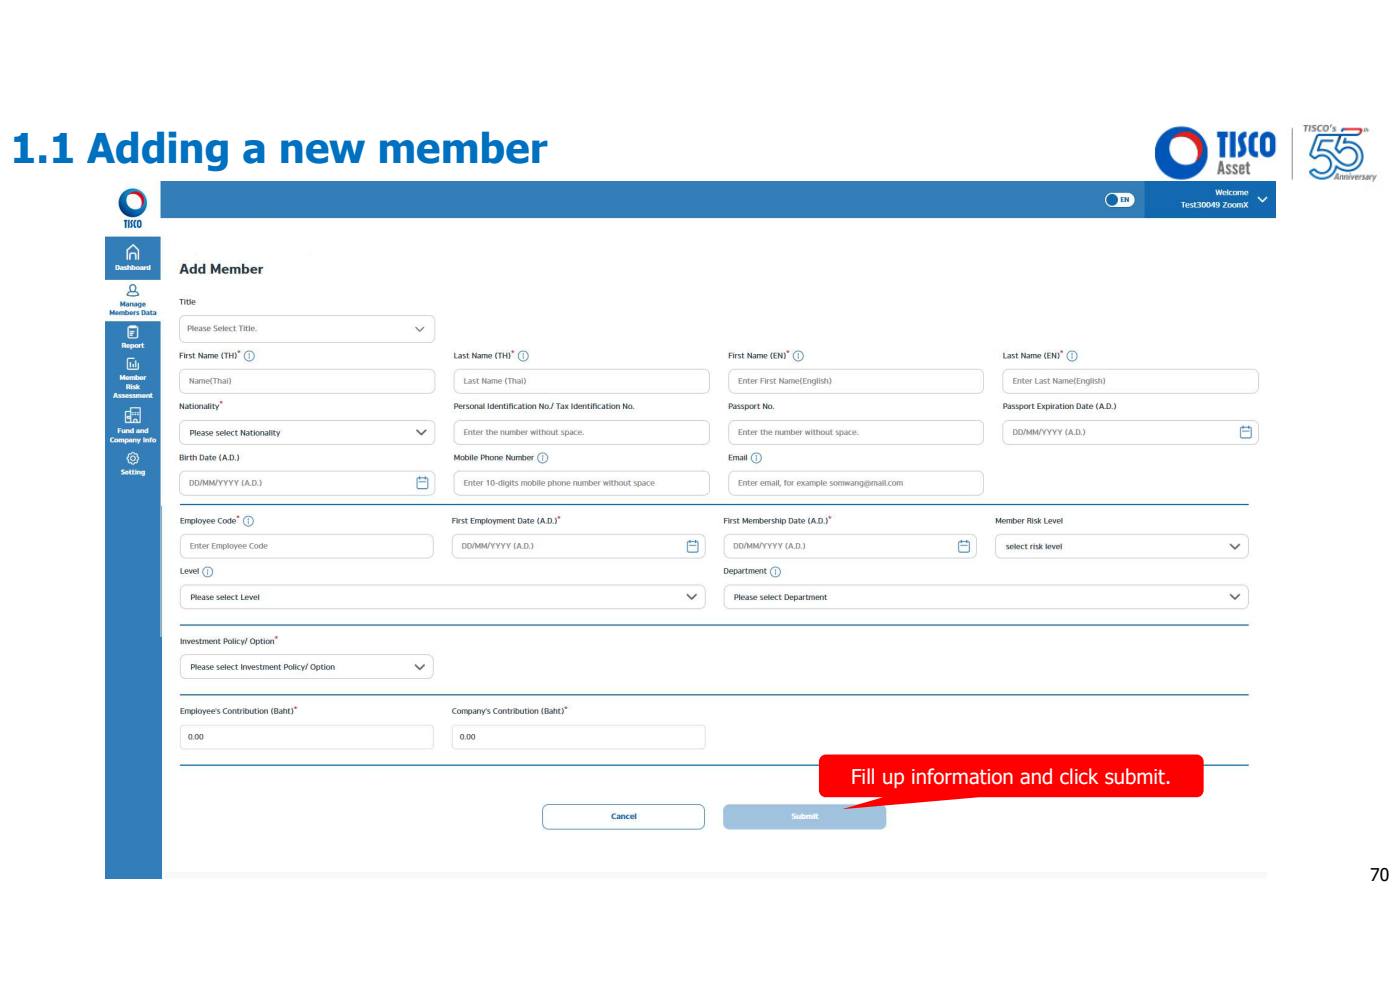 1.1 Adding a new member
TISCO
Asset
TISCO's
55th
Anniversary
TISCO
EN
Welcome
Test30049 ZoomX
Dashboard
Manage
Members Data
Report
Member
Risk
Assessment
Fund and
Company Info
Setting
Add Member
Title
Please Select Title.
First Name (TH)* Last Name (TH)* First Name (EN)* Last Name (EN)*
Name(Thai) Last Name (Thai) Enter First Name(English) Enter Last Name(English)
Nationality* Personal Identification No./ Tax Identification No. Passport No. Passport Expiration Date (A.D.)
Please select Nationality Enter the number without space. Enter the number without space. DD/MM/YYYY (A.D.)
Birth Date (A.D.) Mobile Phone Number Email
DD/MM/YYYY (A.D.) Enter 10-digits mobile phone number without space Enter email, for example somwang@mail.com
Employee Code* First Employment Date (A.D.)* First Membership Date (A.D.)* Member Risk Level
Enter Employee Code DD/MM/YYYY (A.D.) DD/MM/YYYY (A.D.) select risk level
Level Department
Please select Level Please select Department
Investment Policy/ Option*
Please select Investment Policy/ Option
Employee's Contribution (Baht)* Company's Contribution (Baht)*
0.00 0.00
Fill up information and click submit.
Cancel Submit
70